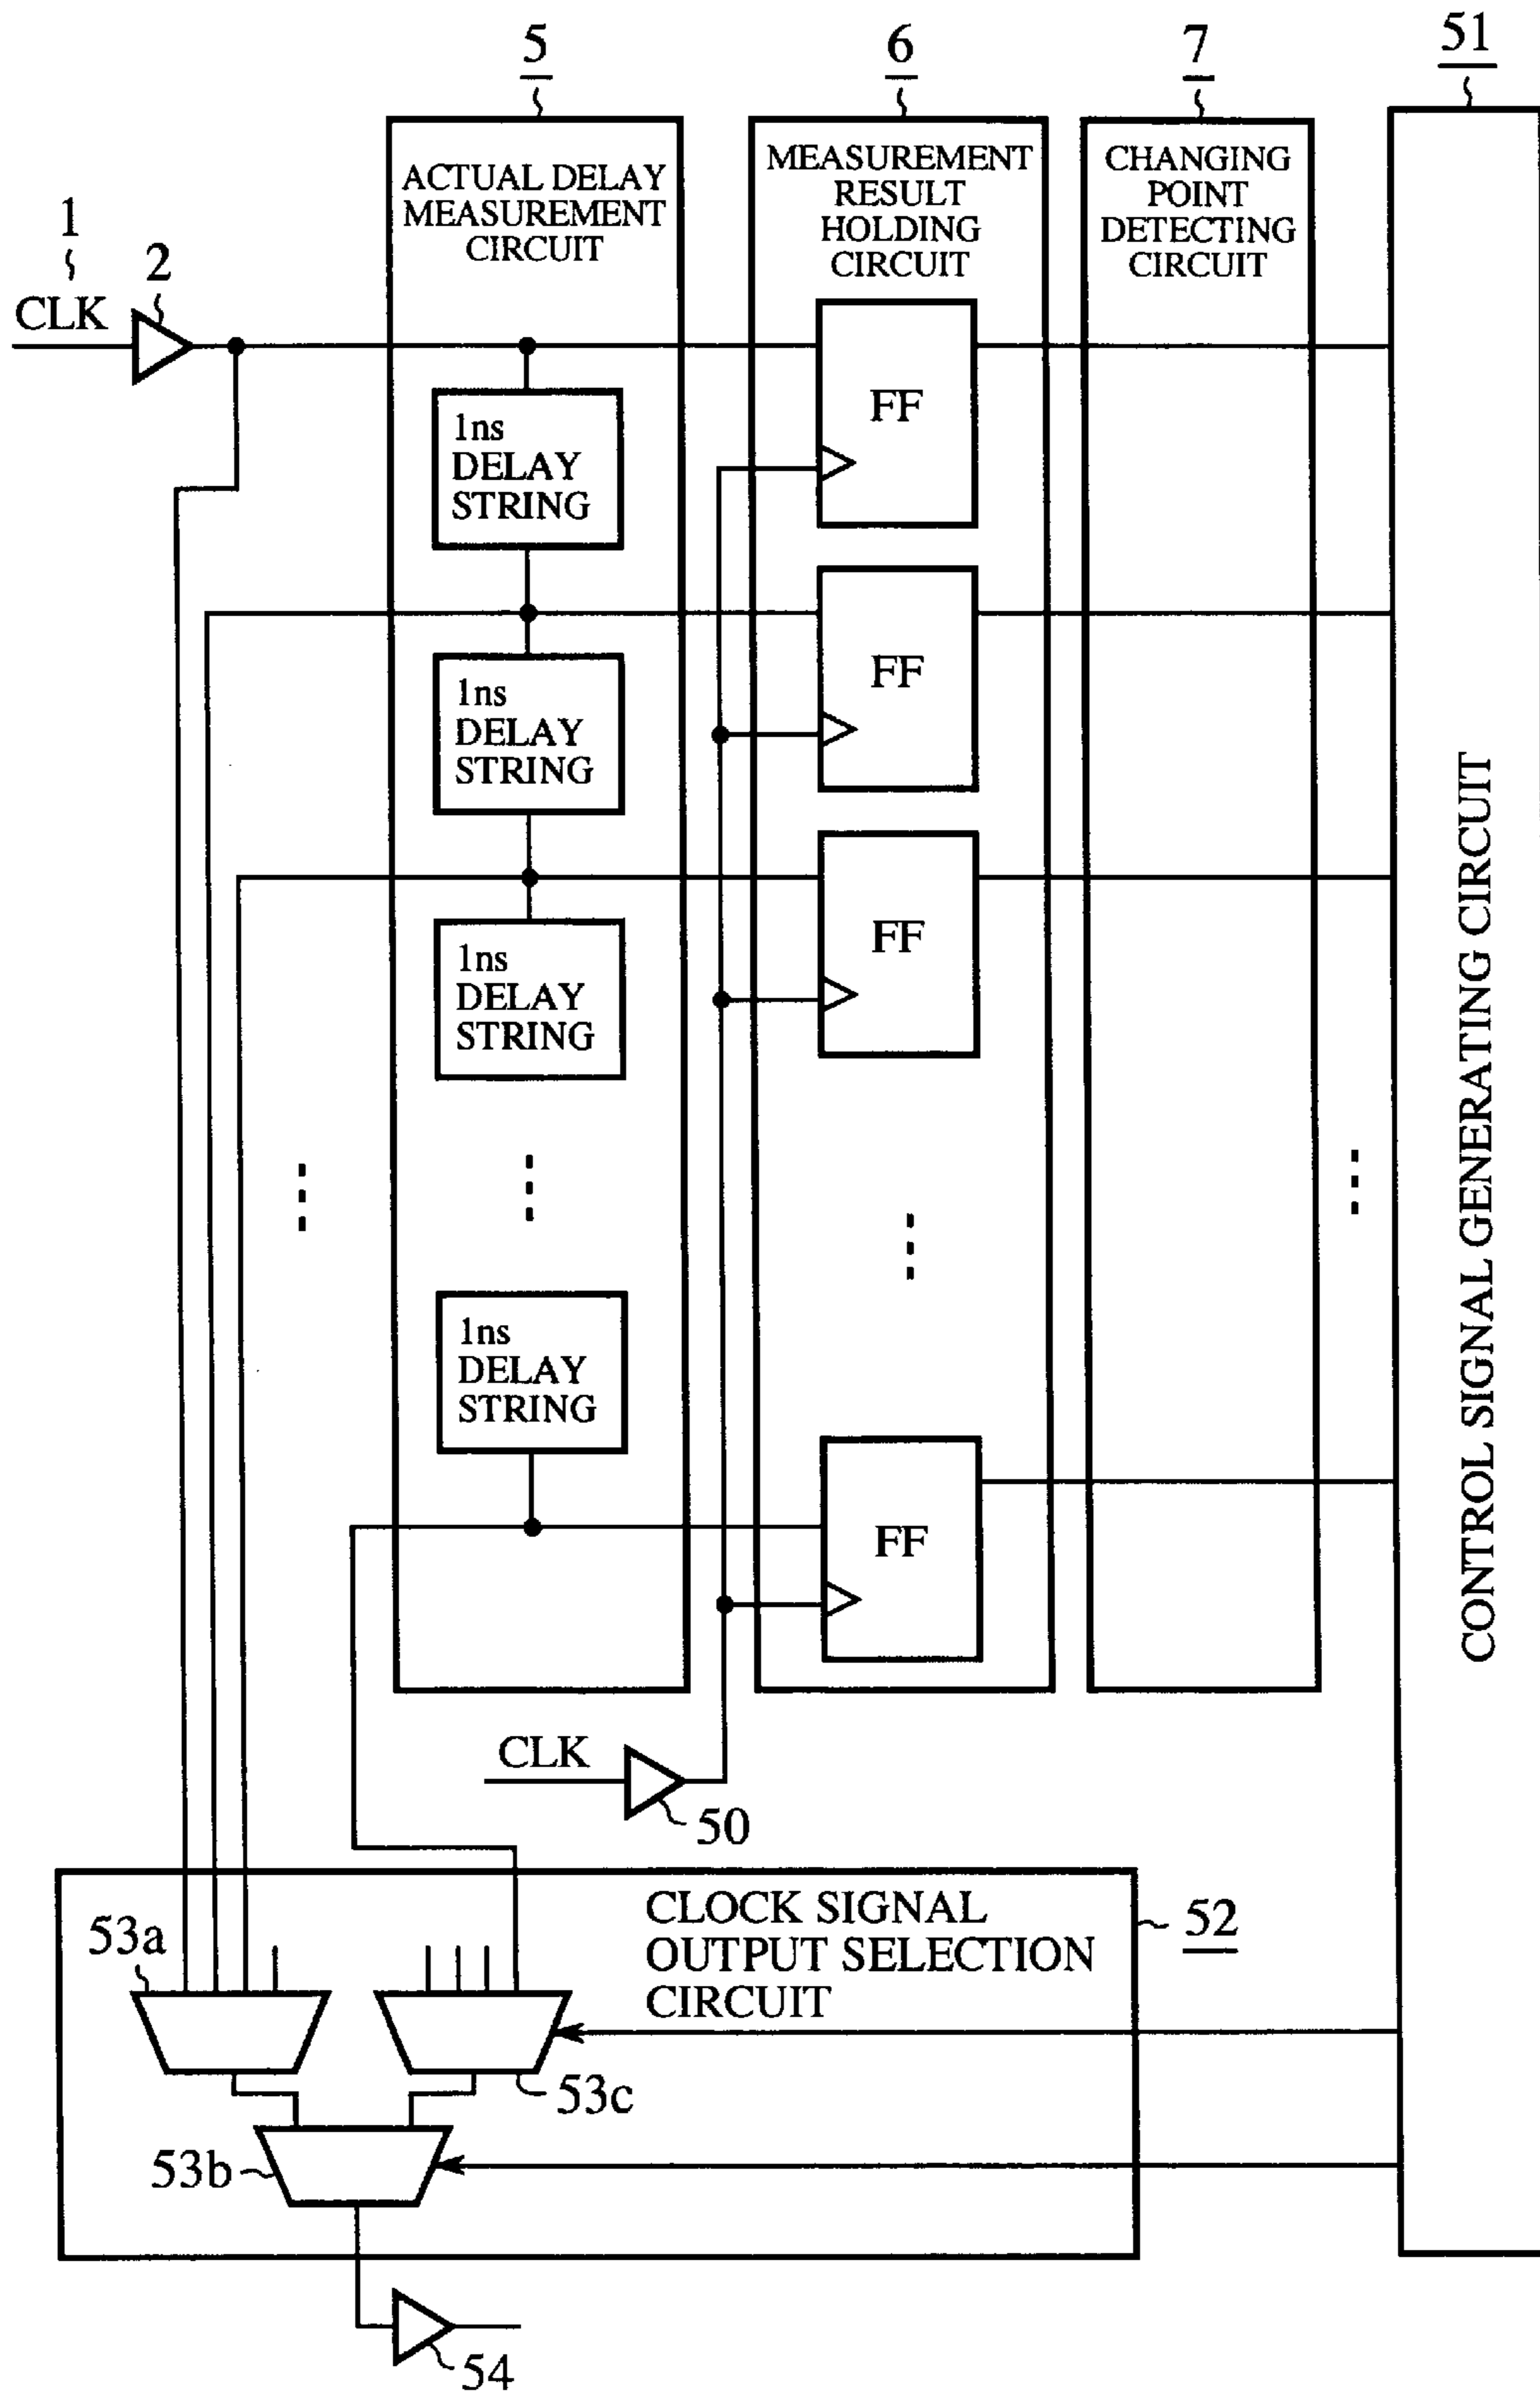 5
6
7
51
ACTUAL DELAY
MEASUREMENT
CIRCUIT
MEASUREMENT
RESULT
HOLDING
CIRCUIT
CHANGING
POINT
DETECTING
CIRCUIT
1
2
CLK
1ns
DELAY
STRING
FF
1ns
DELAY
STRING
FF
1ns
DELAY
STRING
FF
1ns
DELAY
STRING
FF
CONTROL SIGNAL GENERATING CIRCUIT
CLK
50
CLOCK SIGNAL
OUTPUT SELECTION
CIRCUIT
52
53a
53c
53b
54